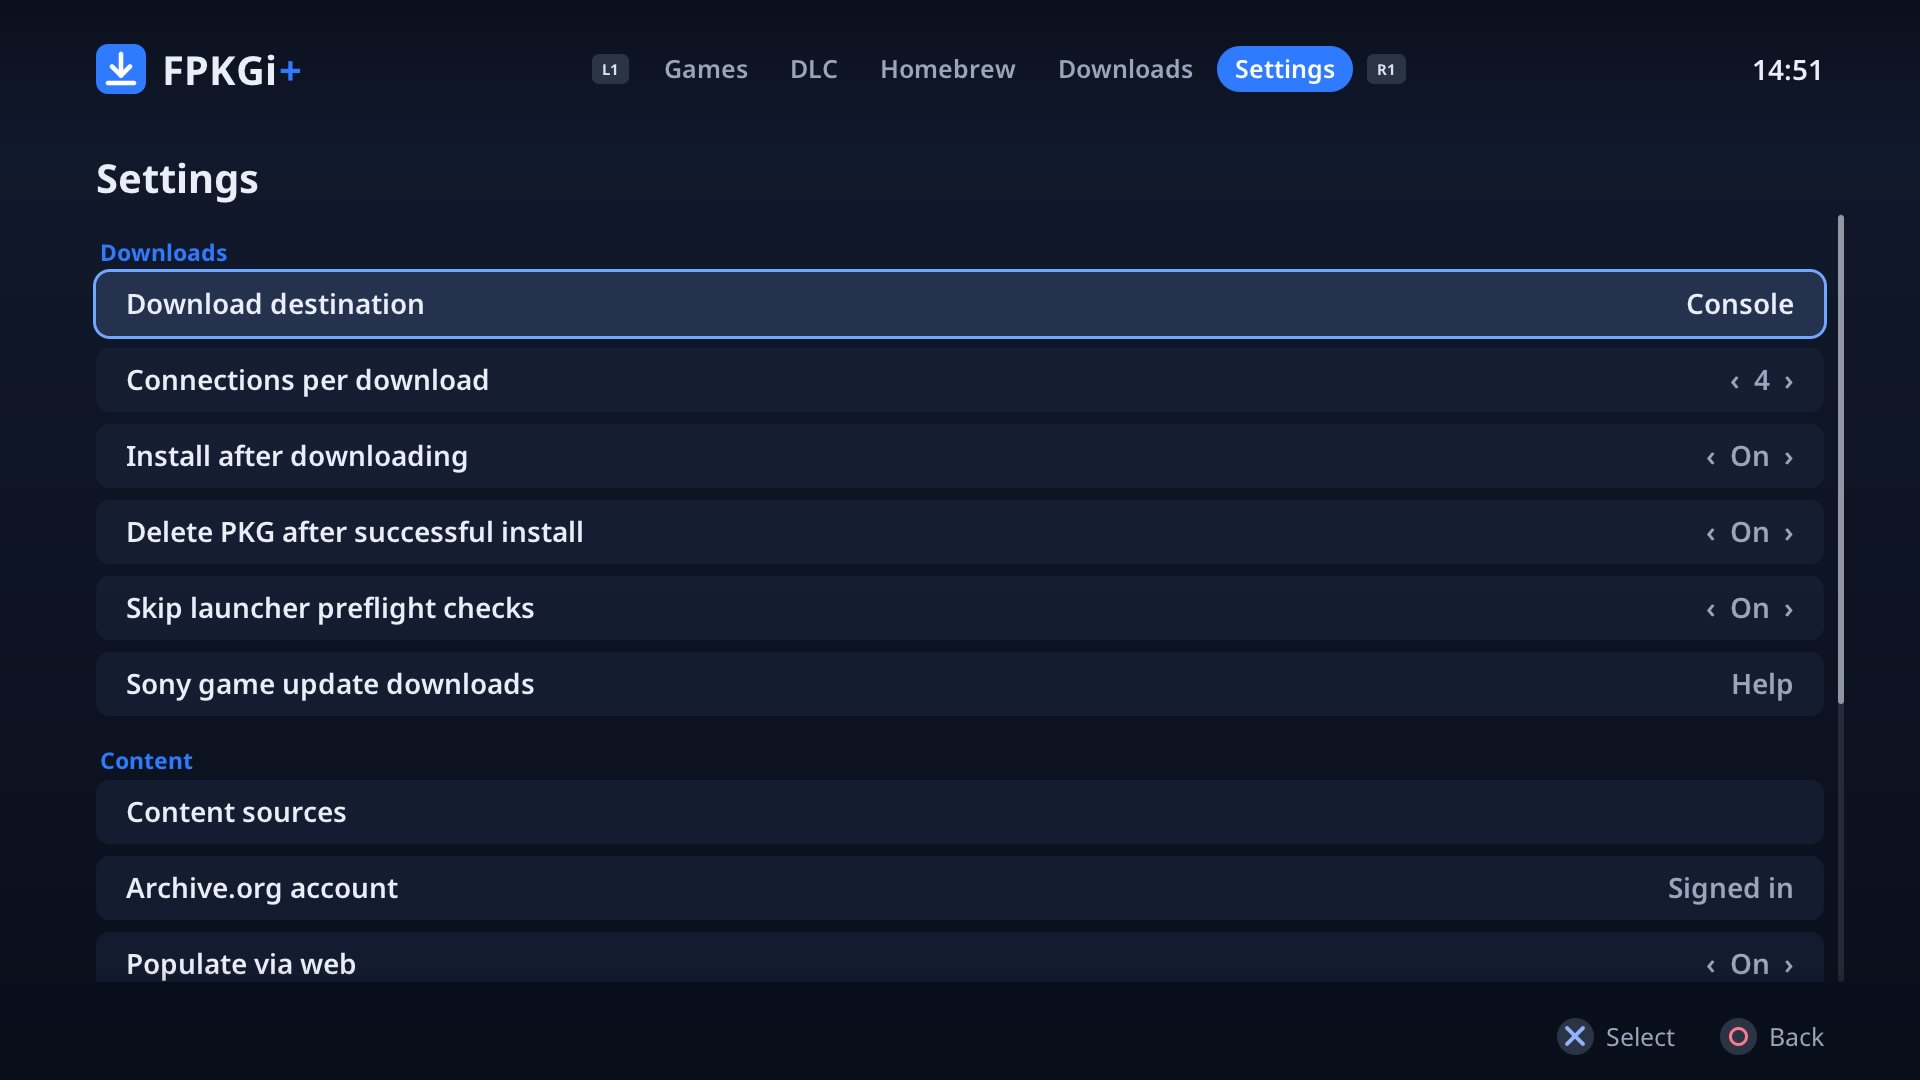 FPKGi+
L1 Games DLC Homebrew Downloads Settings R1
14:51
Settings
Downloads
Download destination Console
Connections per download ‹ 4 ›
Install after downloading ‹ On ›
Delete PKG after successful install ‹ On ›
Skip launcher preflight checks ‹ On ›
Sony game update downloads Help
Content
Content sources
Archive.org account Signed in
Populate via web ‹ On ›
Select Back